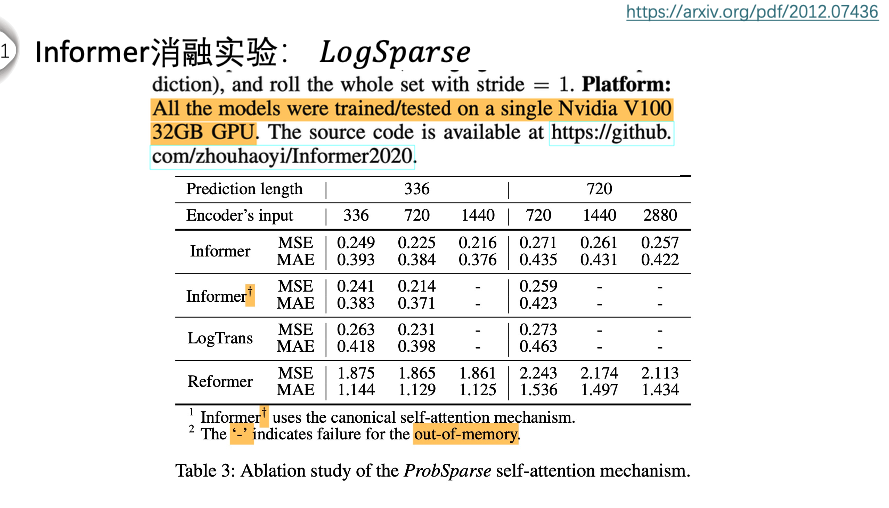 https://arxiv.org/pdf/2012.07436
1
Informer消融实验： LogSparse
diction), and roll the whole set with stride = 1. Platform:
All the models were trained/tested on a single Nvidia V100
32GB GPU. The source code is available at https://github.
com/zhouhaoyi/Informer2020.
Prediction length | 336 | 720
Encoder's input | 336 720 1440 | 720 1440 2880
Informer MSE 0.249 0.225 0.216 | 0.271 0.261 0.257
MAE 0.393 0.384 0.376 | 0.435 0.431 0.422
Informer† MSE 0.241 0.214 - | 0.259 - -
MAE 0.383 0.371 - | 0.423 - -
LogTrans MSE 0.263 0.231 - | 0.273 - -
MAE 0.418 0.398 - | 0.463 - -
Reformer MSE 1.875 1.865 1.861 | 2.243 2.174 2.113
MAE 1.144 1.129 1.125 | 1.536 1.497 1.434
1 Informer† uses the canonical self-attention mechanism.
2 The ‘-’ indicates failure for the out-of-memory.
Table 3: Ablation study of the ProbSparse self-attention mechanism.